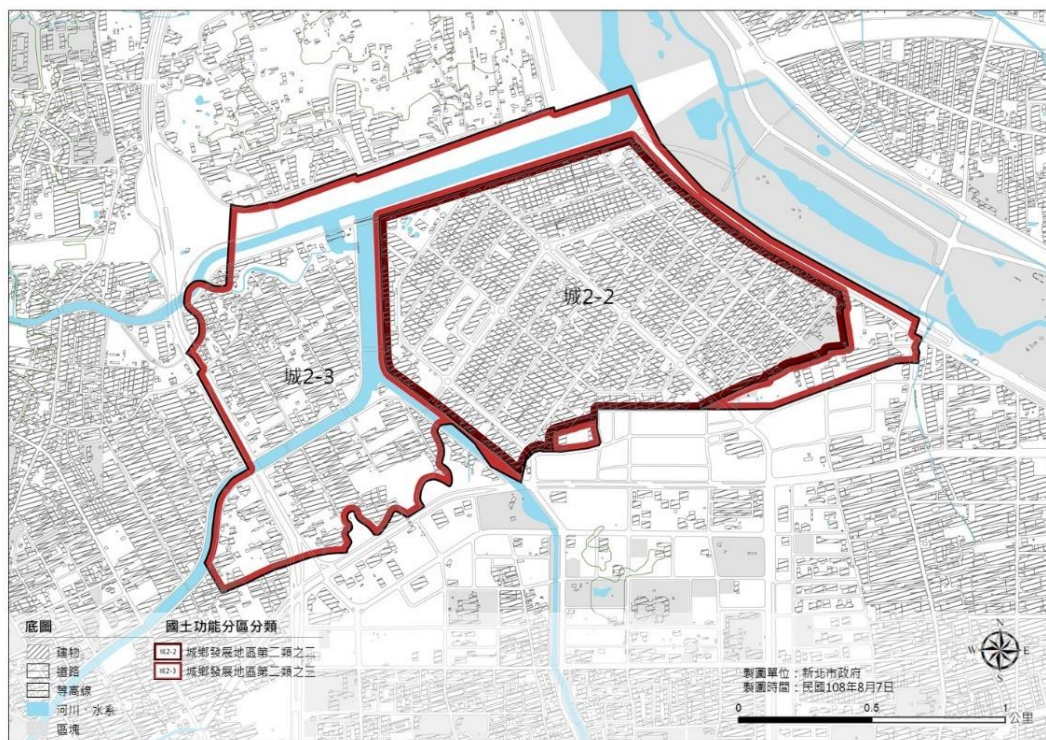 城2-2
城2-3
底圖
建物
道路
等高線
河川、水系
區塊
國土功能分區分類
城2-2 城鄉發展地區第二類之二
城2-3 城鄉發展地區第二類之三
N
W E
S
製圖單位：新北市政府
製圖時間：民國108年8月7日
0 0.5 1
公里